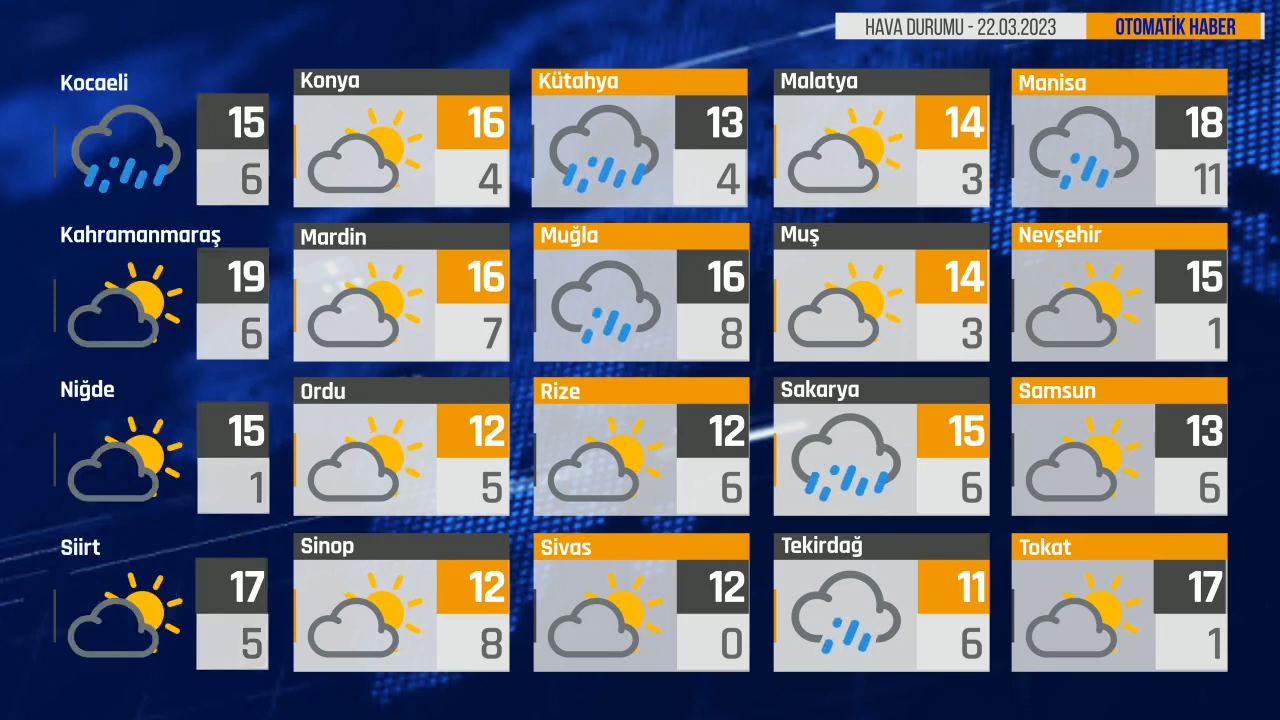 HAVA DURUMU - 22.03.2023 OTOMATİK HABER
Kocaeli
15
6
Konya
16
4
Kütahya
13
4
Malatya
14
3
Manisa
18
11
Kahramanmaraş
19
6
Mardin
16
7
Muğla
16
8
Muş
14
3
Nevşehir
15
1
Niğde
15
1
Ordu
12
5
Rize
12
6
Sakarya
15
6
Samsun
13
6
Siirt
17
5
Sinop
12
8
Sivas
12
0
Tekirdağ
11
6
Tokat
17
1